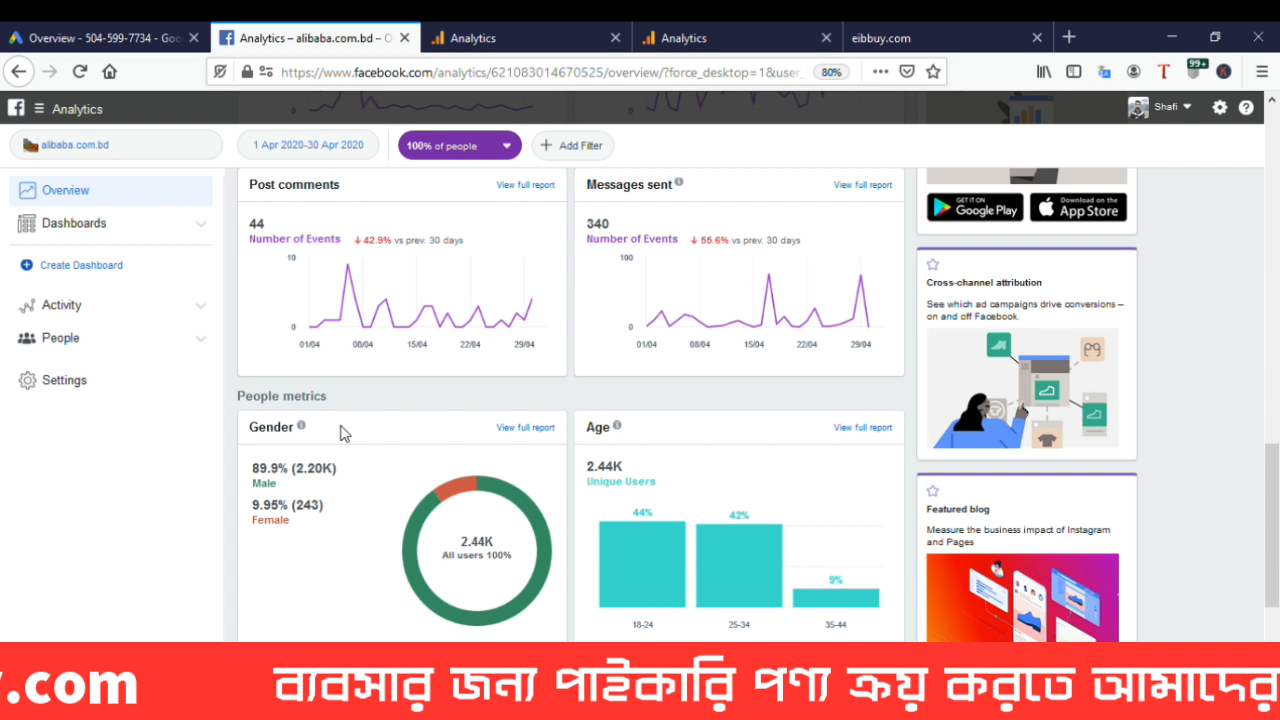 Overview - 504-599-7734 - Goo
Analytics – alibaba.com.bd – O
Analytics
Analytics
eibbuy.com
https://www.facebook.com/analytics/621083014670525/overview/?force_desktop=1&user_
80%
99+
Analytics
Shafi
alibaba.com.bd
1 Apr 2020-30 Apr 2020
100% of people
Add Filter
Overview
Dashboards
Create Dashboard
Activity
People
Settings
0
0
Post comments
View full report
44
Number of Events
42.9% vs prev. 30 days
10
0
01/04 08/04 15/04 22/04 29/04
Messages sent
View full report
340
Number of Events
55.6% vs prev. 30 days
100
0
01/04 08/04 15/04 22/04 29/04
People metrics
Gender
View full report
89.9% (2.20K)
Male
9.95% (243)
Female
2.44K
All users 100%
Age
View full report
2.44K
Unique Users
44% 42% 9%
18-24 25-34 35-44
GET IT ON
Google Play
Download on the
App Store
Cross-channel attribution
See which ad campaigns drive conversions –
on and off Facebook.
Featured blog
Measure the business impact of Instagram
and Pages
y.com ব্যবসার জন্য পাইকারি পণ্য ক্রয় করতে আমাদের